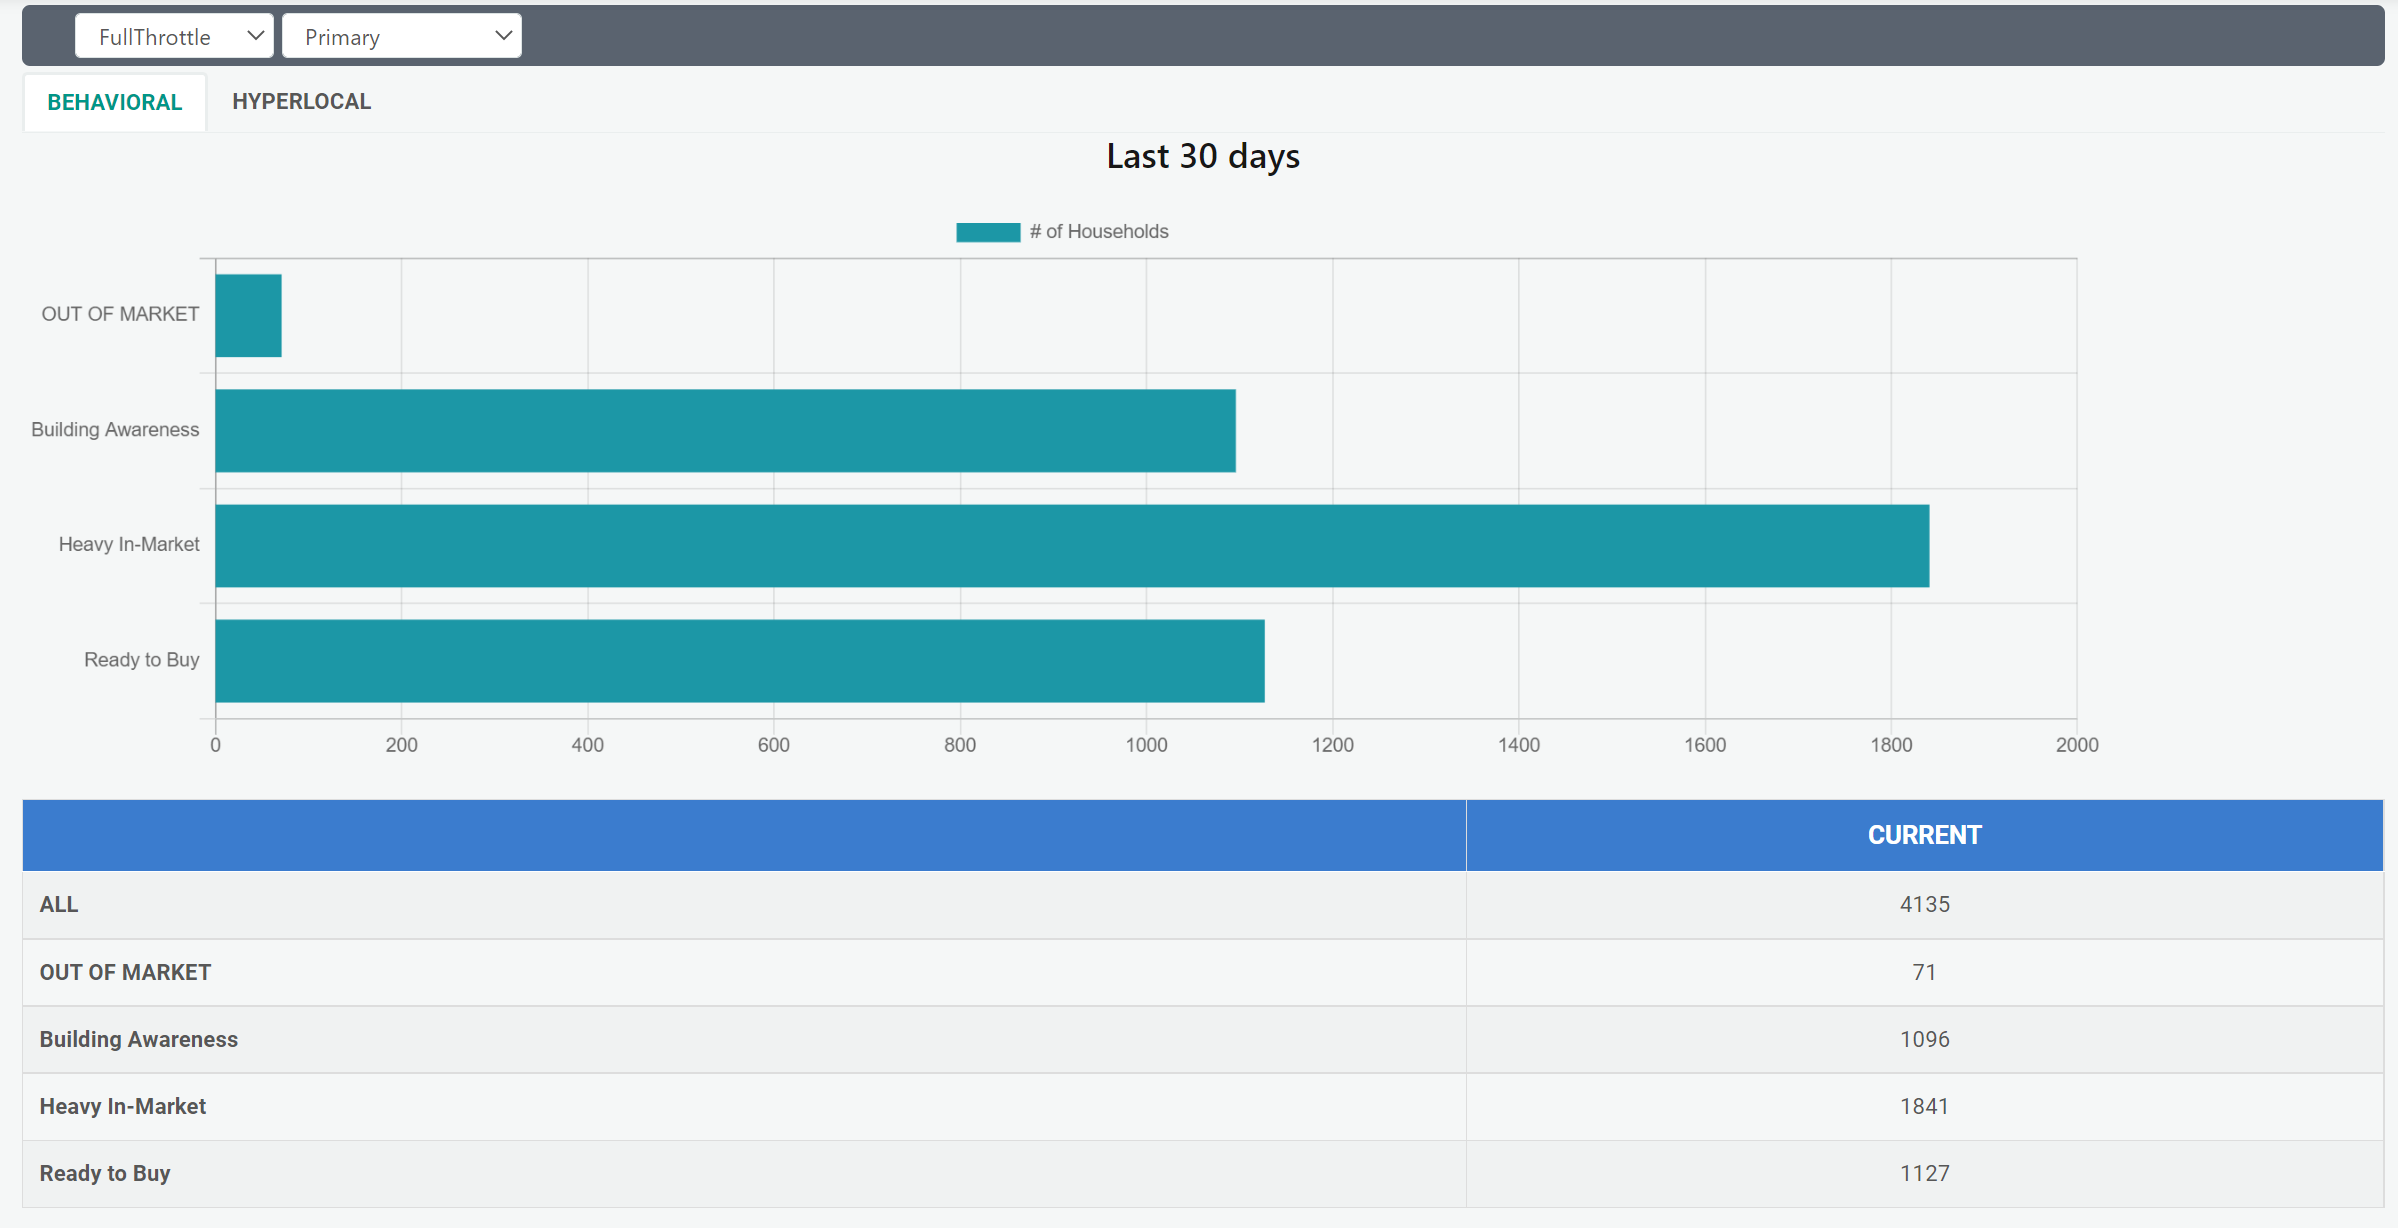 FullThrottle Primary
BEHAVIORAL HYPERLOCAL
Last 30 days
# of Households
OUT OF MARKET
Building Awareness
Heavy In-Market
Ready to Buy
0 200 400 600 800 1000 1200 1400 1600 1800 2000
CURRENT
ALL 4135
OUT OF MARKET 71
Building Awareness 1096
Heavy In-Market 1841
Ready to Buy 1127